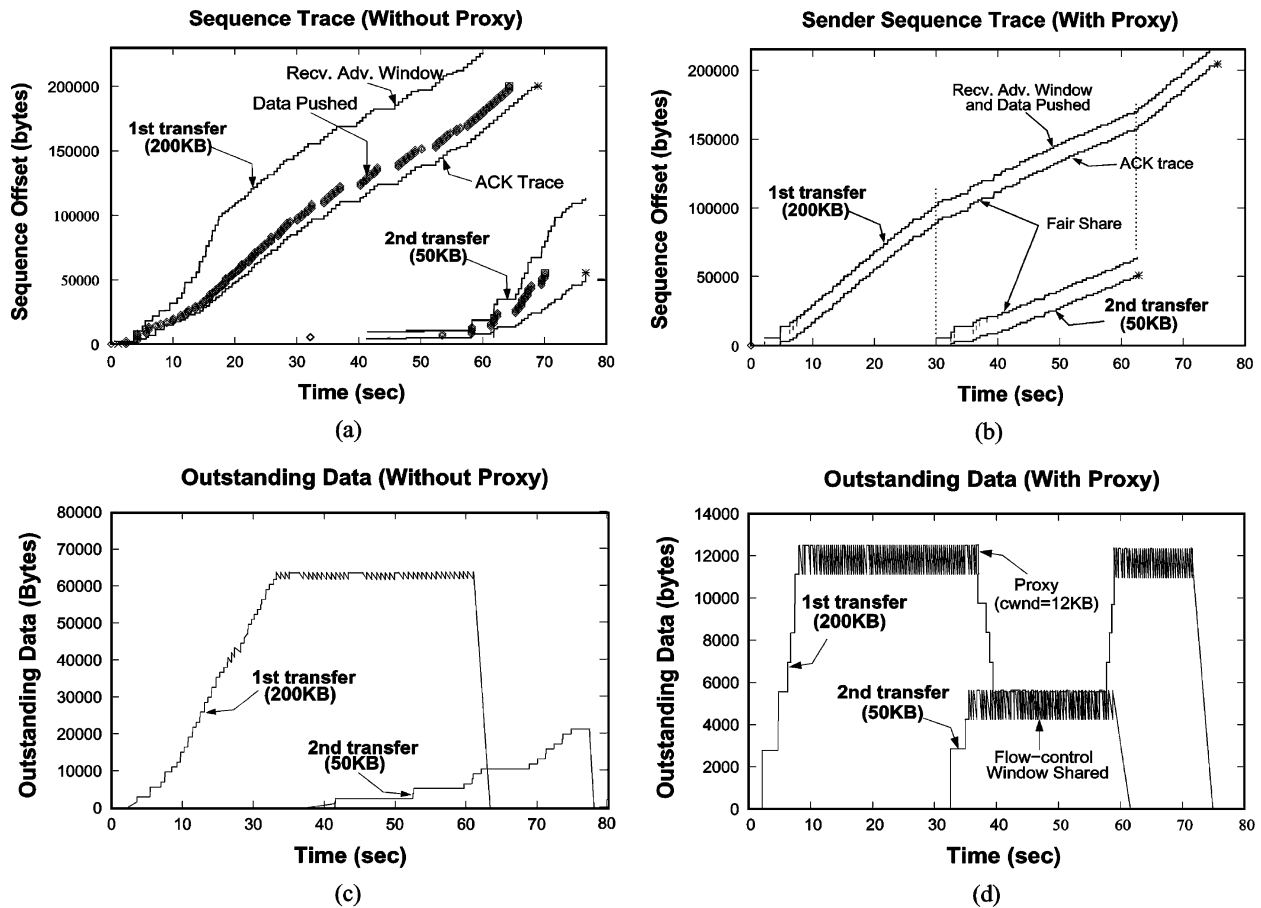 Sequence Trace (Without Proxy)
Sequence Offset (bytes)
200000
150000
100000
50000
0
Recv. Adv. Window
Data Pushed
1st transfer
(200KB)
ACK Trace
2nd transfer
(50KB)
0 10 20 30 40 50 60 70 80
Time (sec)
(a)
Sender Sequence Trace (With Proxy)
Sequence Offset (bytes)
200000
150000
100000
50000
0
Recv. Adv. Window
and Data Pushed
ACK trace
1st transfer
(200KB)
Fair Share
2nd transfer
(50KB)
0 10 20 30 40 50 60 70 80
Time (sec)
(b)
Outstanding Data (Without Proxy)
Outstanding Data (Bytes)
80000
70000
60000
50000
40000
30000
20000
10000
0
1st transfer
(200KB)
2nd transfer
(50KB)
0 10 20 30 40 50 60 70 80
Time (sec)
(c)
Outstanding Data (With Proxy)
Outstanding Data (bytes)
14000
12000
10000
8000
6000
4000
2000
0
Proxy
(cwnd=12KB)
1st transfer
(200KB)
2nd transfer
(50KB)
Flow-control
Window Shared
0 10 20 30 40 50 60 70 80
Time (sec)
(d)